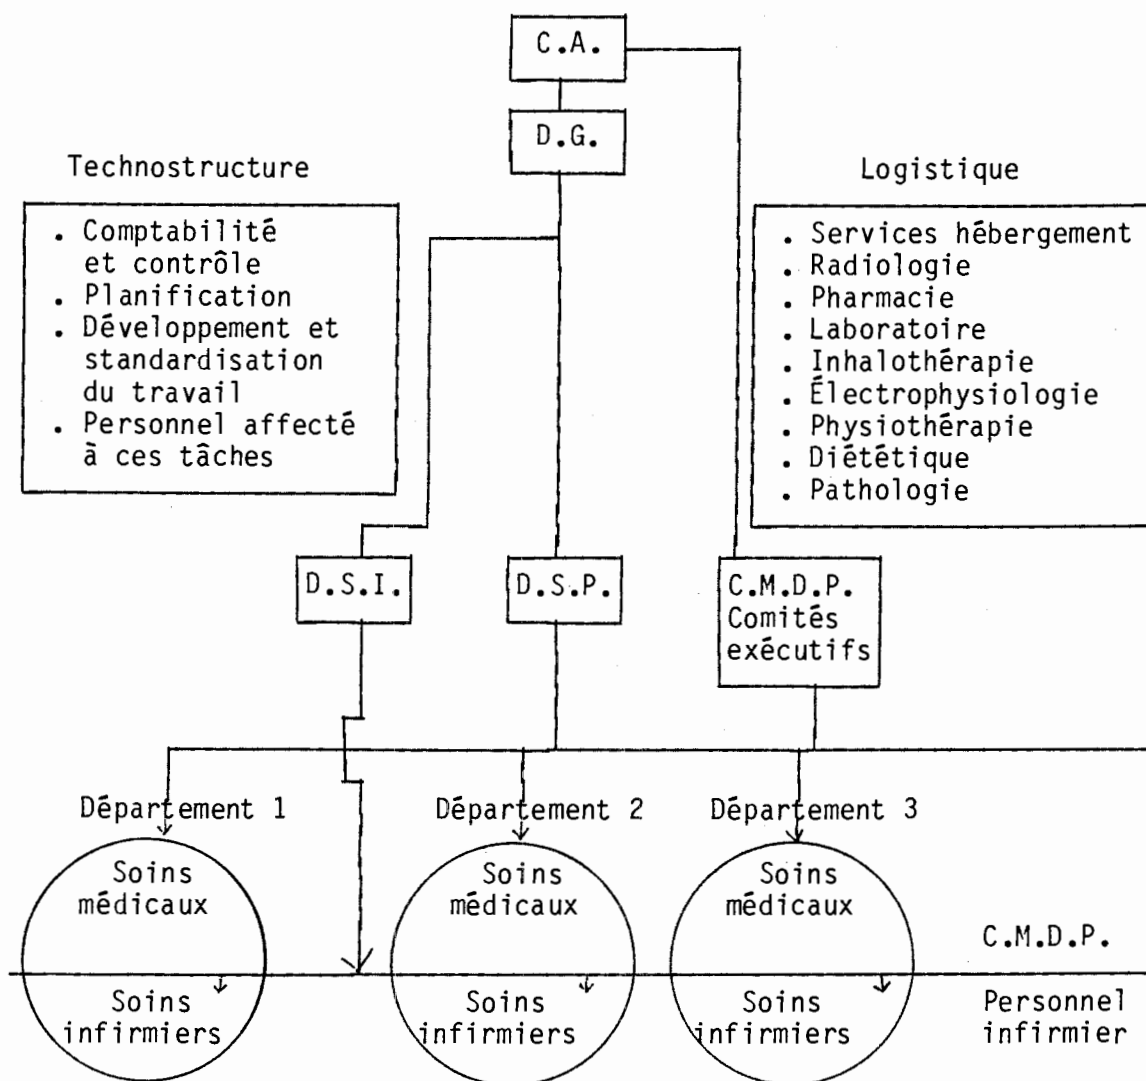 C.A.
D.G.
Technostructure
. Comptabilité
et contrôle
. Planification
. Développement et
standardisation
du travail
. Personnel affecté
à ces tâches
Logistique
. Services hébergement
. Radiologie
. Pharmacie
. Laboratoire
. Inhalothérapie
. Électrophysiologie
. Physiothérapie
. Diététique
. Pathologie
D.S.I.
D.S.P.
C.M.D.P.
Comités
exécutifs
Département 1
Département 2
Département 3
Soins
médicaux
Soins
médicaux
Soins
médicaux
C.M.D.P.
Soins
infirmiers
Soins
infirmiers
Soins
infirmiers
Personnel
infirmier